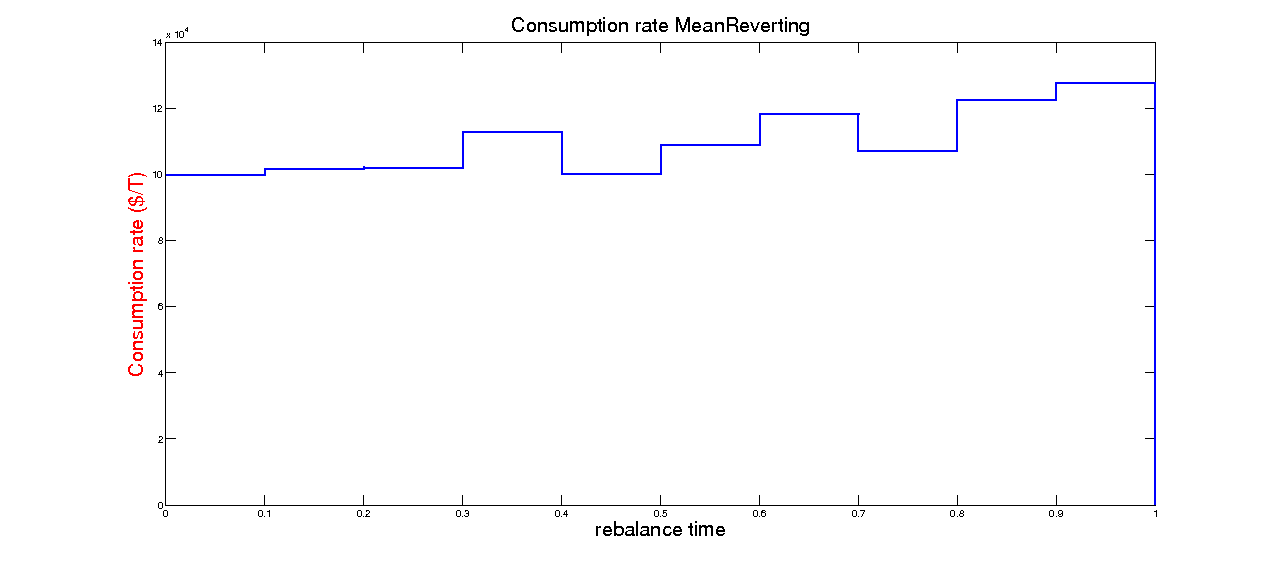 Consumption rate MeanReverting
x 10^4
14
12
10
8
6
4
2
0
Consumption rate ($/T)
0 0.1 0.2 0.3 0.4 0.5 0.6 0.7 0.8 0.9 1
rebalance time